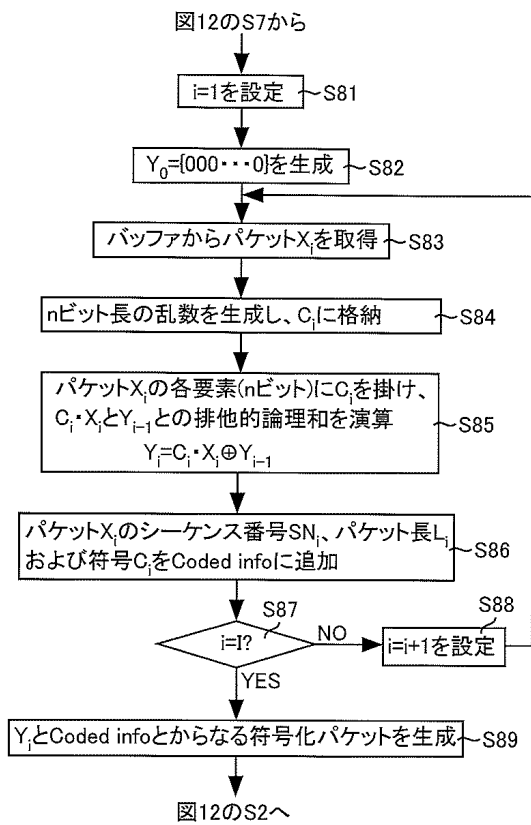 図12のS7から
i=1を設定 S81
Y0={000・・・0}を生成 S82
バッファからパケットXiを取得 S83
nビット長の乱数を生成し、Ciに格納 S84
パケットXiの各要素(nビット)にCiを掛け、
Ci・XiとYi-1との排他的論理和を演算 S85
Yi=Ci・Xi⊕Yi-1
パケットXiのシーケンス番号SNi、パケット長Li
および符号CiをCoded infoに追加 S86
i=I? S87
NO
i=i+1を設定 S88
YES
YiとCoded infoとからなる符号化パケットを生成 S89
図12のS2へ